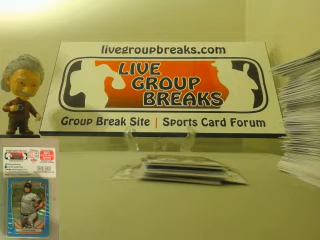 livegroupbreaks.com
LIVE
GROUP
BREAKS
Group Break Site | Sports Card Forum